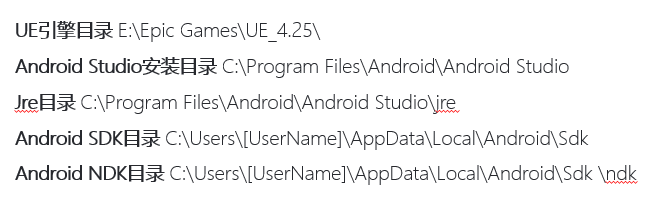 UE引擎目录 E:\Epic Games\UE_4.25\
Android Studio安装目录 C:\Program Files\Android\Android Studio
Jre目录 C:\Program Files\Android\Android Studio\jre
Android SDK目录 C:\Users\[UserName]\AppData\Local\Android\Sdk
Android NDK目录 C:\Users\[UserName]\AppData\Local\Android\Sdk \ndk